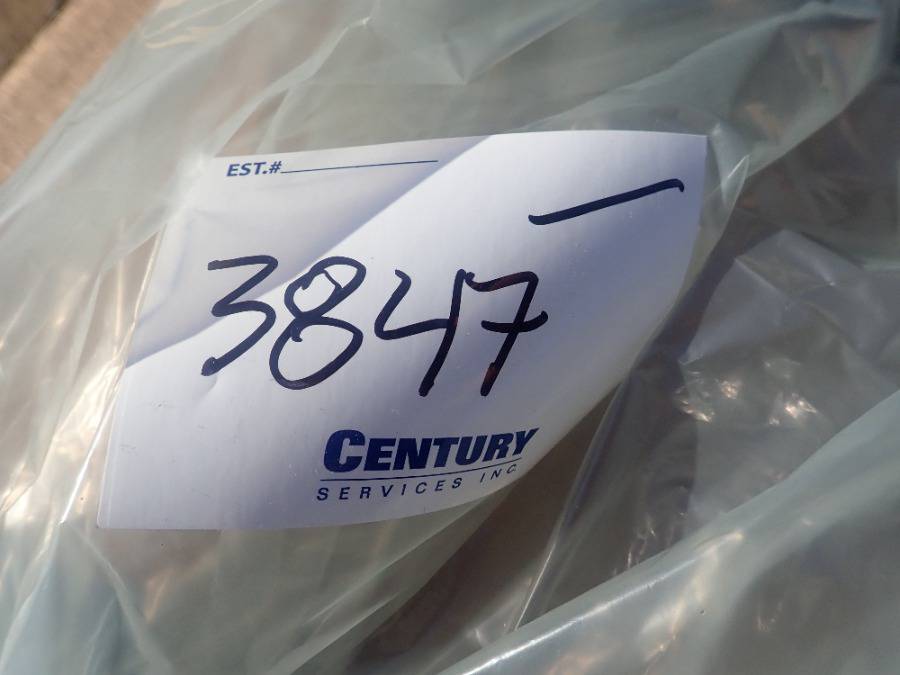 EST.#
3847
CENTURY
SERVICES INC